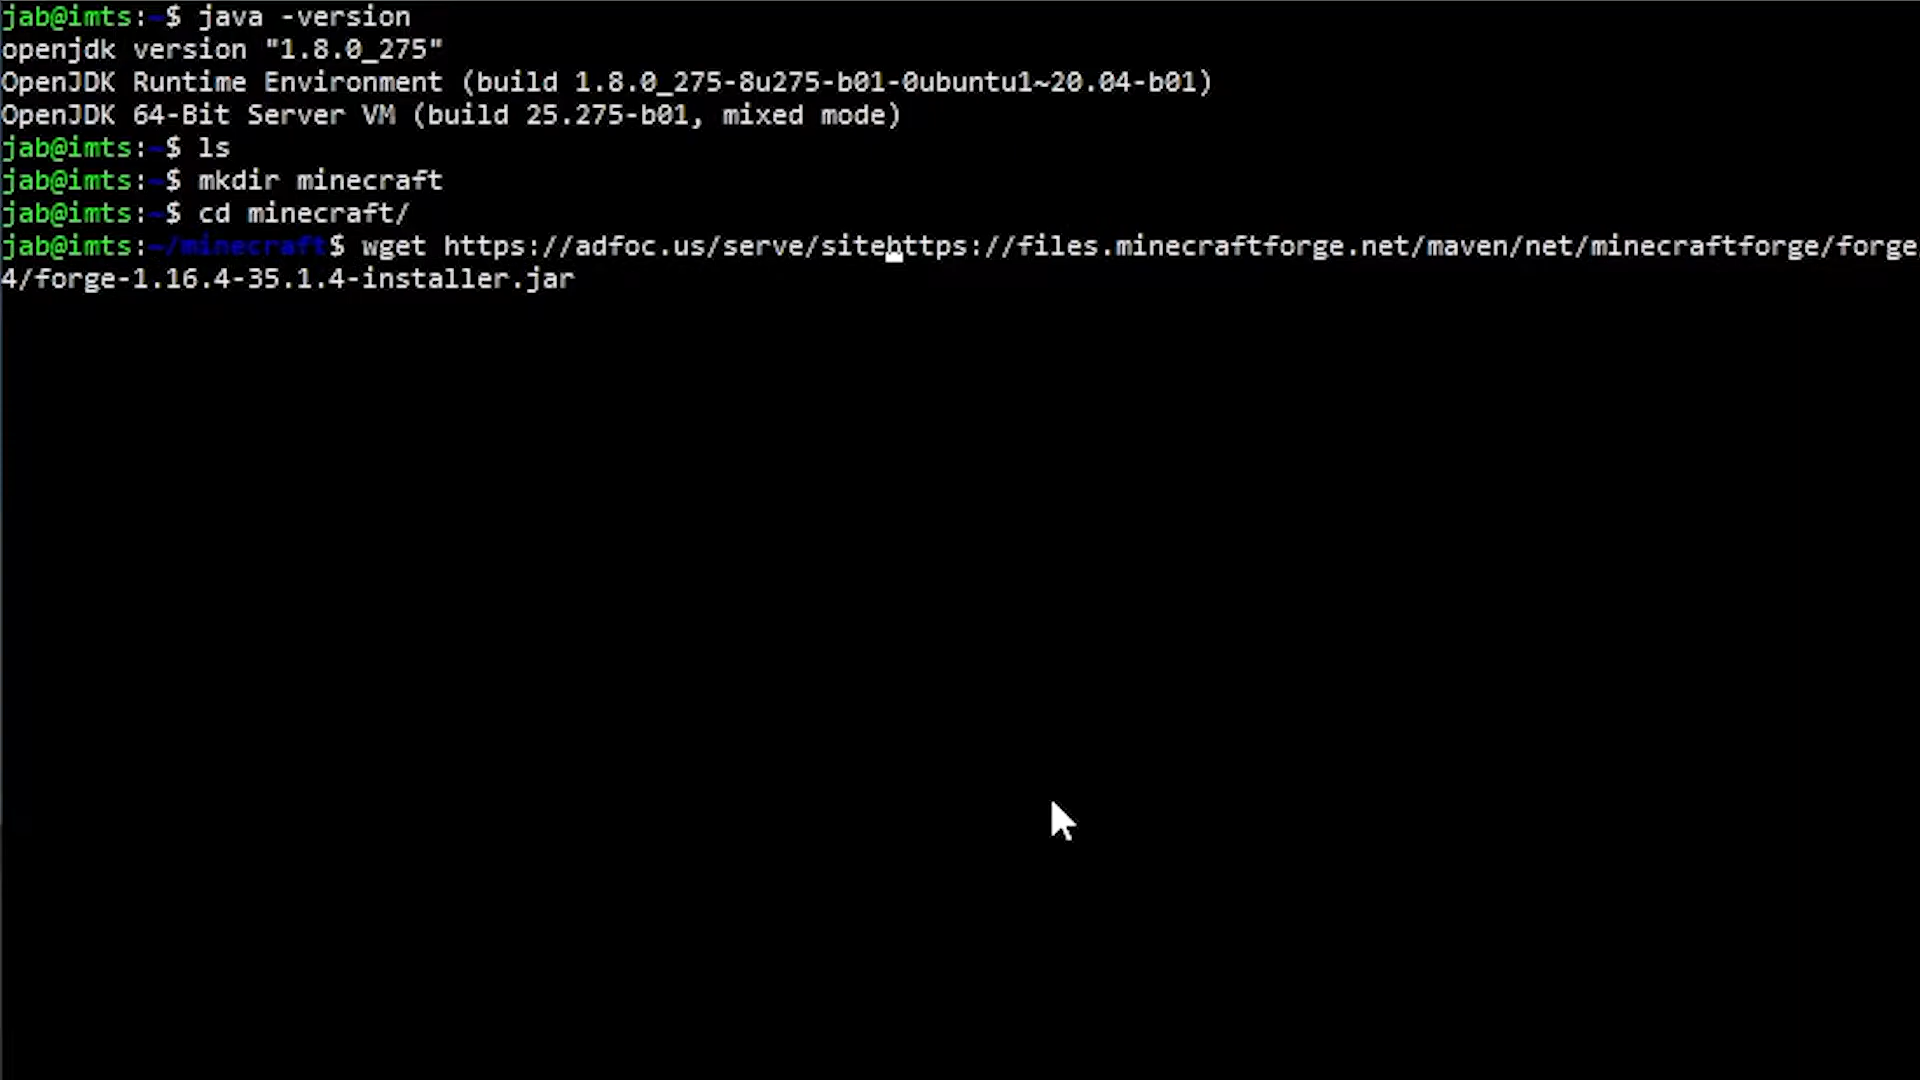 jab@imts:~$ java -version
openjdk version "1.8.0_275"
OpenJDK Runtime Environment (build 1.8.0_275-8u275-b01-0ubuntu1~20.04-b01)
OpenJDK 64-Bit Server VM (build 25.275-b01, mixed mode)
jab@imts:~$ ls
jab@imts:~$ mkdir minecraft
jab@imts:~$ cd minecraft/
jab@imts:~/minecraft$ wget https://adfoc.us/serve/sitehttps://files.minecraftforge.net/maven/net/minecraftforge/forge
4/forge-1.16.4-35.1.4-installer.jar